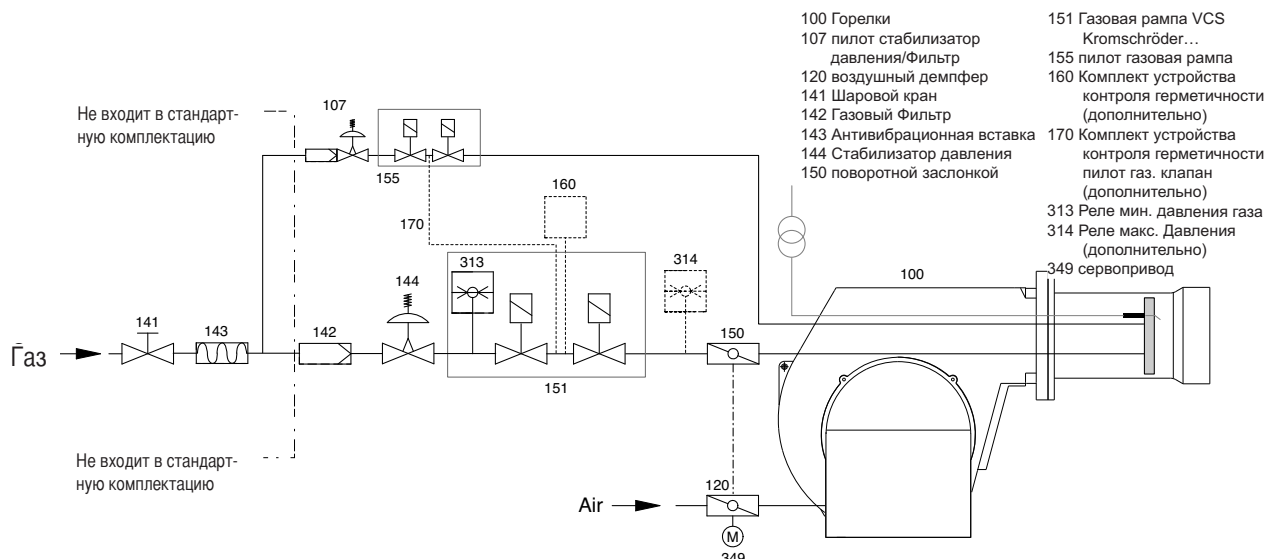 100 Горелки
107 пилот стабилизатор
давления/Фильтр
120 воздушный демпфер
141 Шаровой кран
142 Газовый Фильтр
143 Антивибрационная вставка
144 Стабилизатор давления
150 поворотной заслонкой
151 Газовая рампа VCS
Kromschröder…
155 пилот газовая рампа
160 Комплект устройства
контроля герметичности
(дополнительно)
170 Комплект устройства
контроля герметичности
пилот газ. клапан
(дополнительно)
313 Реле мин. давления газа
314 Реле макс. Давления
(дополнительно)
349 сервопривод
Не входит в стандарт-
ную комплектацию
107
155
160
170
313
314
100
144
141
143
142
150
Газ
151
Не входит в стандарт-
ную комплектацию
120
Air
M
349